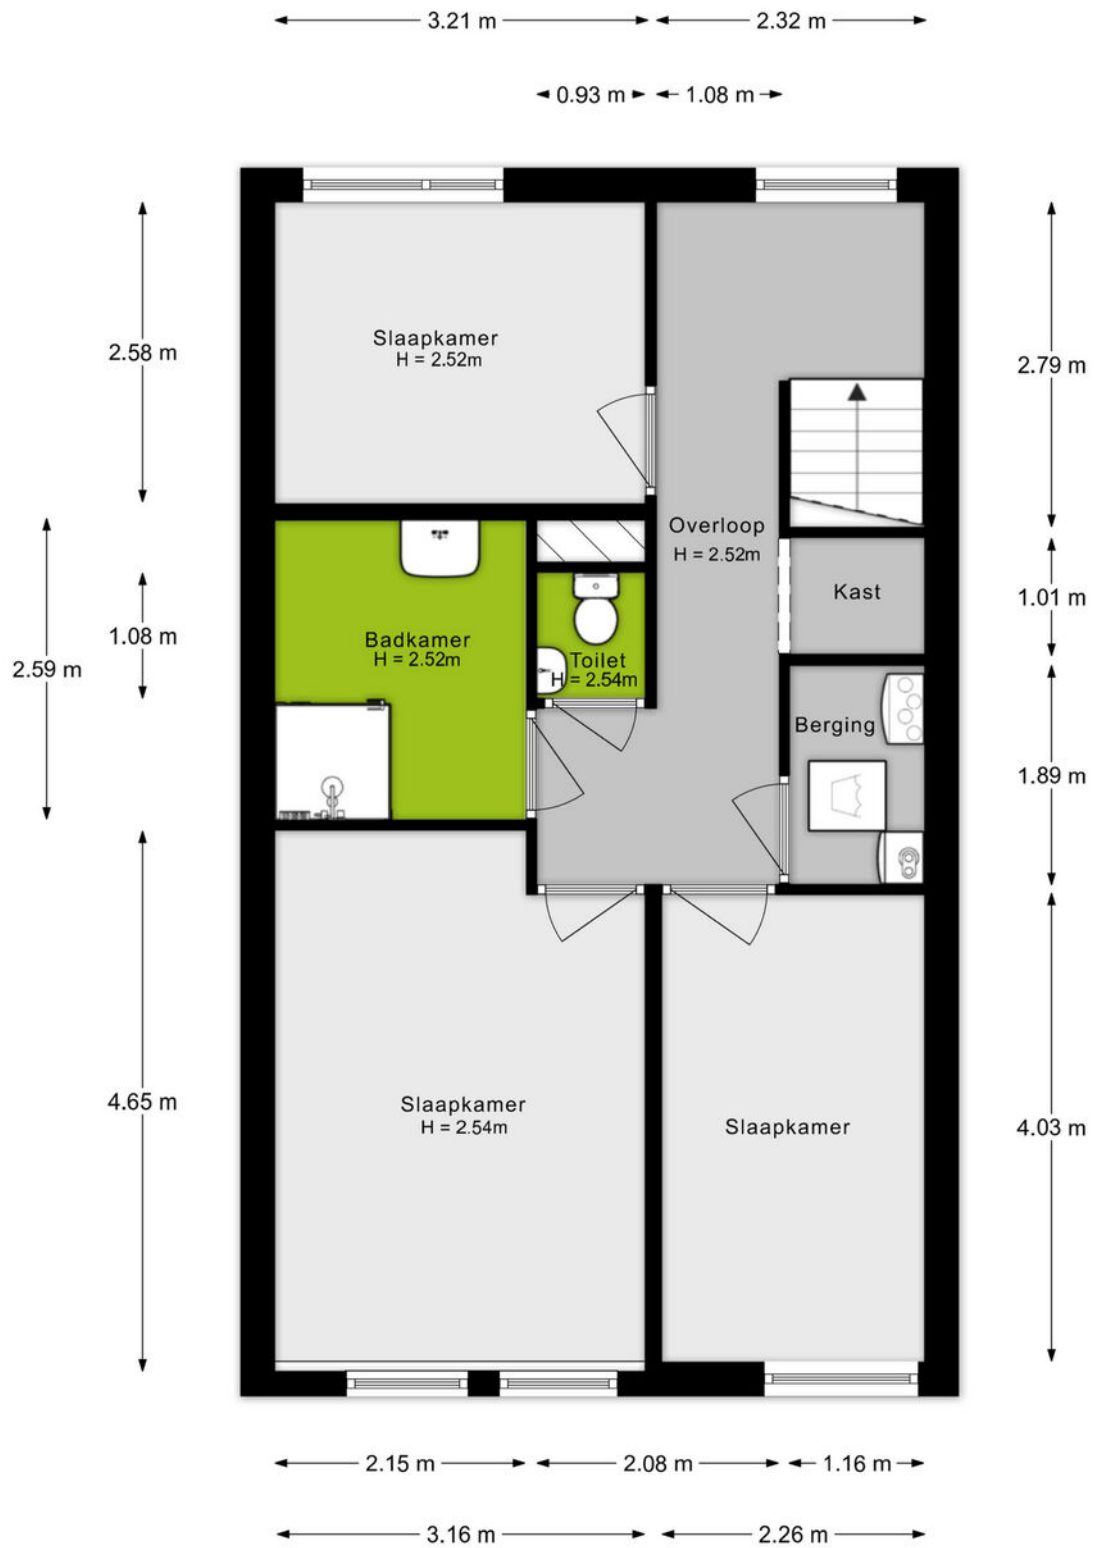 3.21 m
2.32 m
0.93 m
1.08 m
Slaapkamer
H = 2.52m
2.58 m
2.79 m
Overloop
H = 2.52m
Kast
1.01 m
1.08 m
2.59 m
Badkamer
H = 2.52m
Toilet
H = 2.54m
Berging
1.89 m
4.65 m
Slaapkamer
H = 2.54m
Slaapkamer
4.03 m
2.15 m
2.08 m
1.16 m
3.16 m
2.26 m